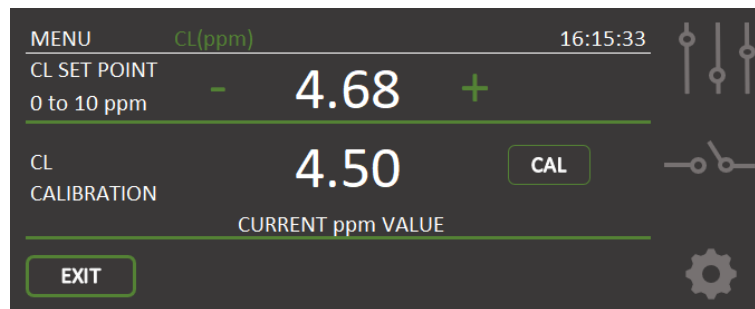 MENU CL(ppm) 16:15:33
CL SET POINT
0 to 10 ppm - 4.68 +
CL
CALIBRATION 4.50 CAL
CURRENT ppm VALUE
EXIT